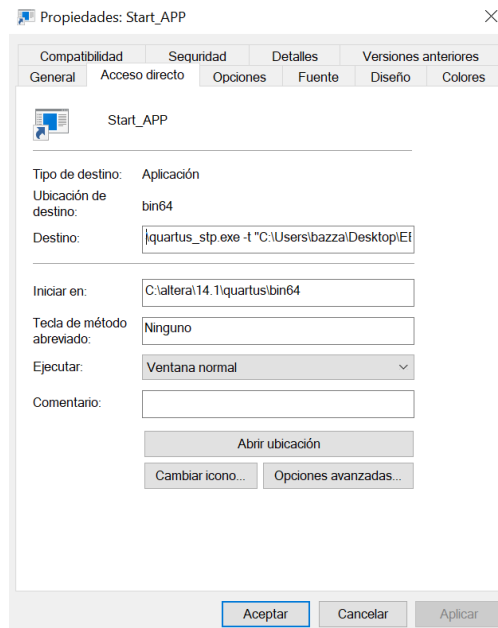 Propiedades: Start_APP
Compatibilidad Seguridad Detalles Versiones anteriores
General Acceso directo Opciones Fuente Diseño Colores
Start_APP
Tipo de destino: Aplicación
Ubicación de
destino: bin64
Destino: \quartus_stp.exe -t "C:\Users\bazza\Desktop\EE
Iniciar en: C:\altera\14.1\quartus\bin64
Tecla de método
abreviado: Ninguno
Ejecutar: Ventana normal
Comentario:
Abrir ubicación
Cambiar icono... Opciones avanzadas...
Aceptar Cancelar Aplicar